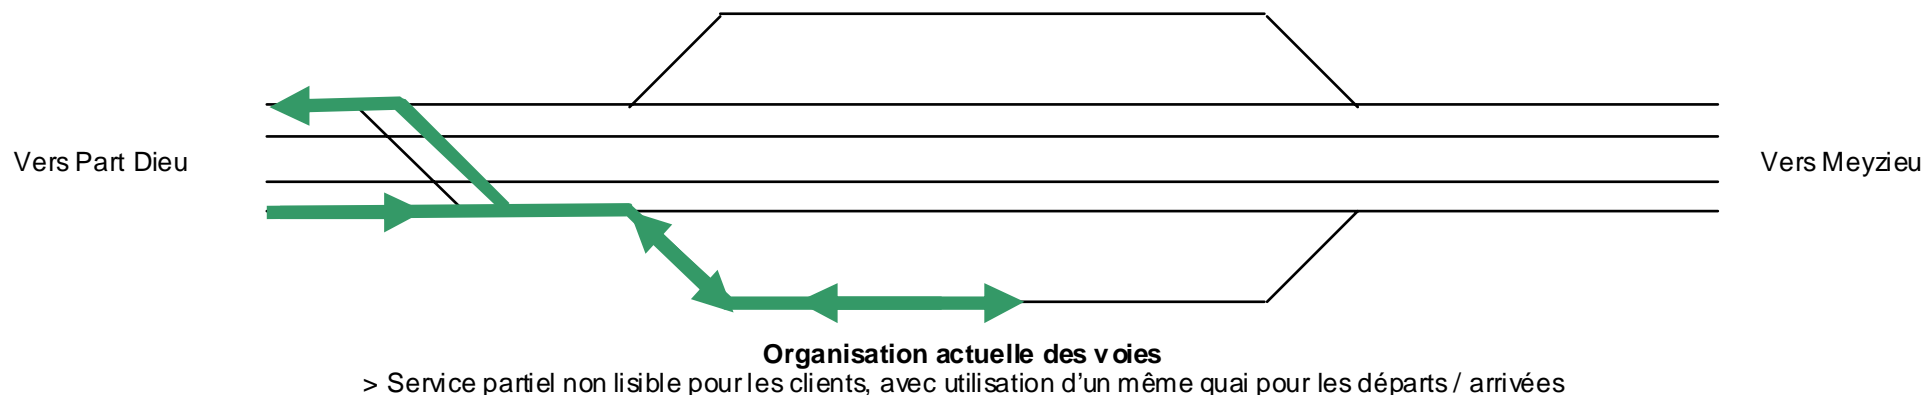 Vers Part Dieu
Vers Meyzieu
Organisation actuelle des voies
> Service partiel non lisible pour les clients, avec utilisation d'un même quai pour les départs / arrivées